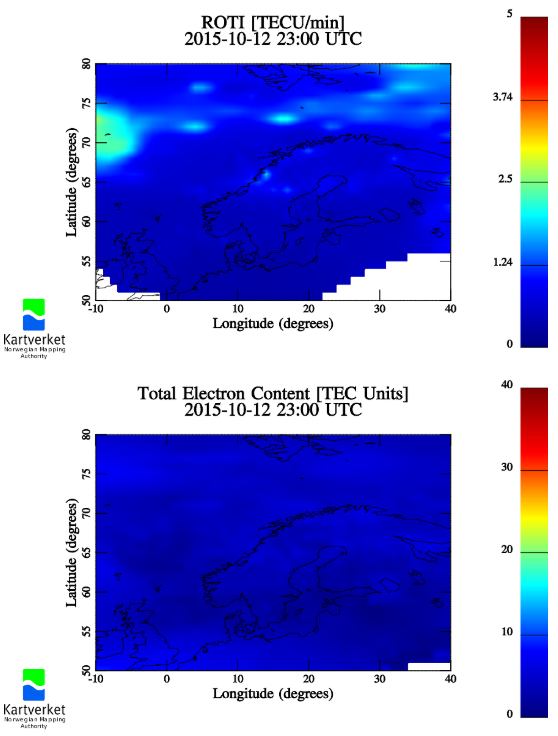 ROTI [TECU/min]
2015-10-12 23:00 UTC
80
75
70
65
60
55
50
Latitude (degrees)
-10 0 10 20 30 40
Longitude (degrees)
5
3.74
2.5
1.24
0
Kartverket
Norwegian Mapping
Authority
Total Electron Content [TEC Units]
2015-10-12 23:00 UTC
80
75
70
65
60
55
50
Latitude (degrees)
-10 0 10 20 30 40
Longitude (degrees)
40
30
20
10
0
Kartverket
Norwegian Mapping
Authority